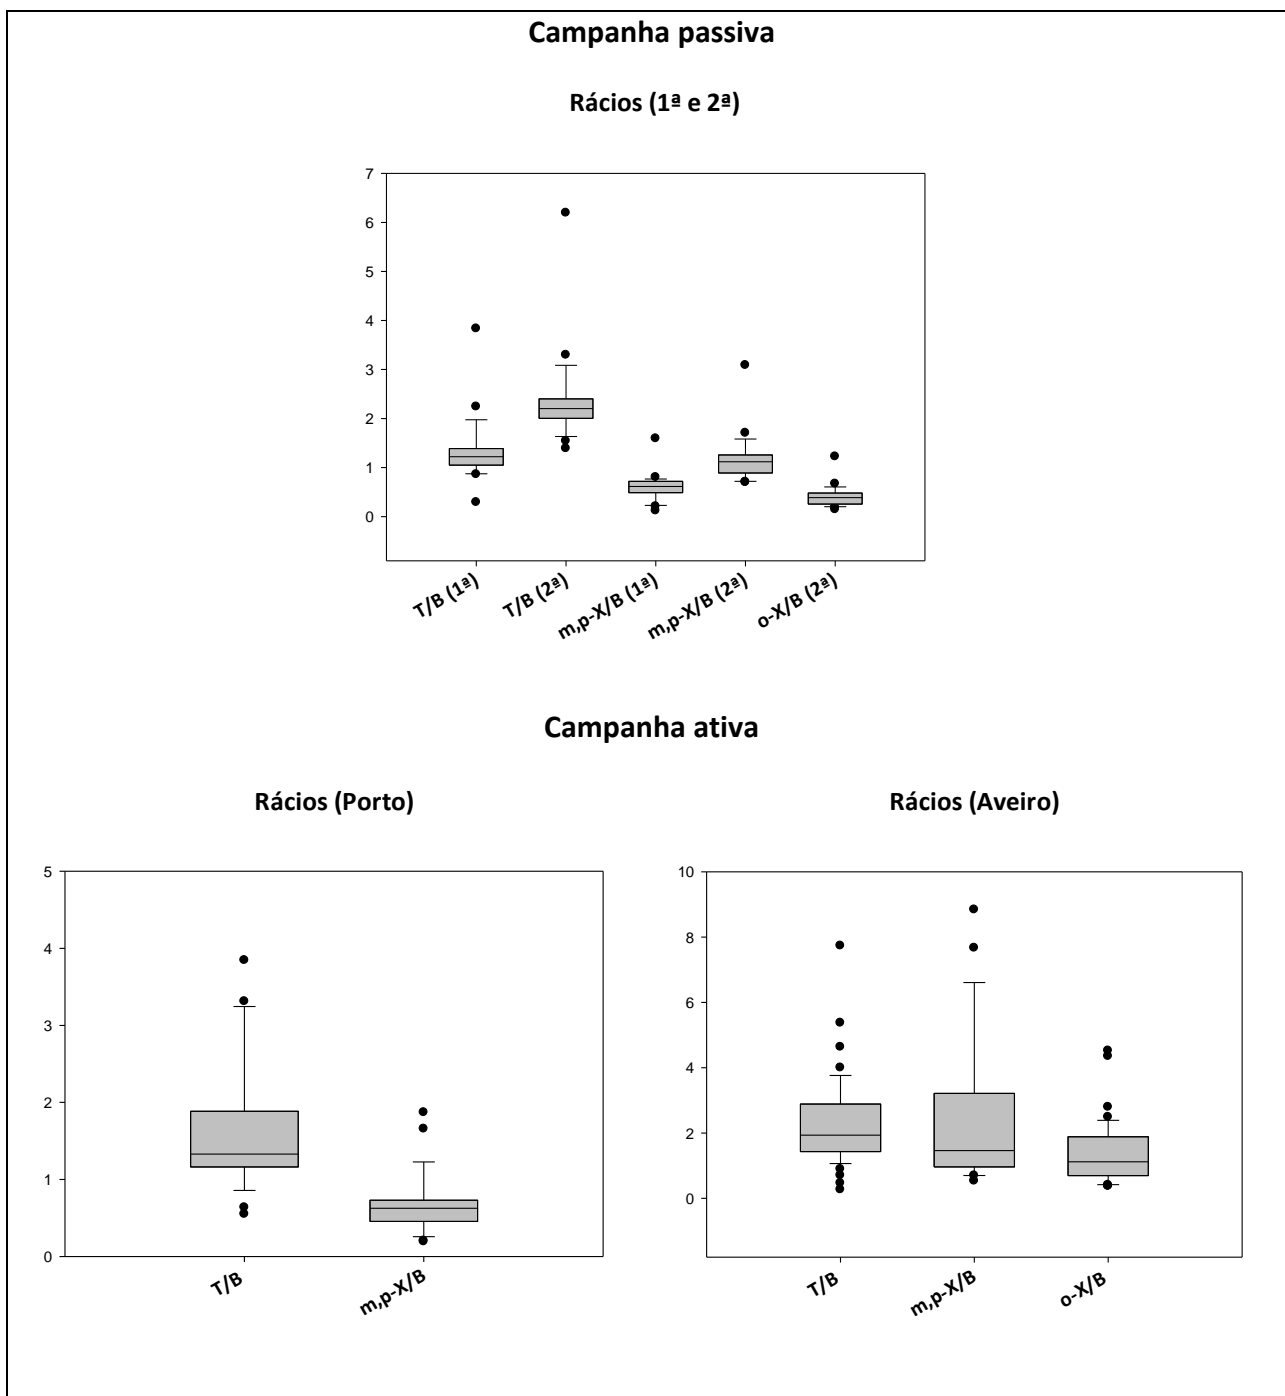 Campanha passiva
Rácios (1ª e 2ª)
7
6
5
4
3
2
1
0
T/B (1ª)
T/B (2ª)
m,p-X/B (1ª)
m,p-X/B (2ª)
o-X/B (2ª)
Campanha ativa
Rácios (Porto)
5
4
3
2
1
0
T/B
m,p-X/B
Rácios (Aveiro)
10
8
6
4
2
0
T/B
m,p-X/B
o-X/B